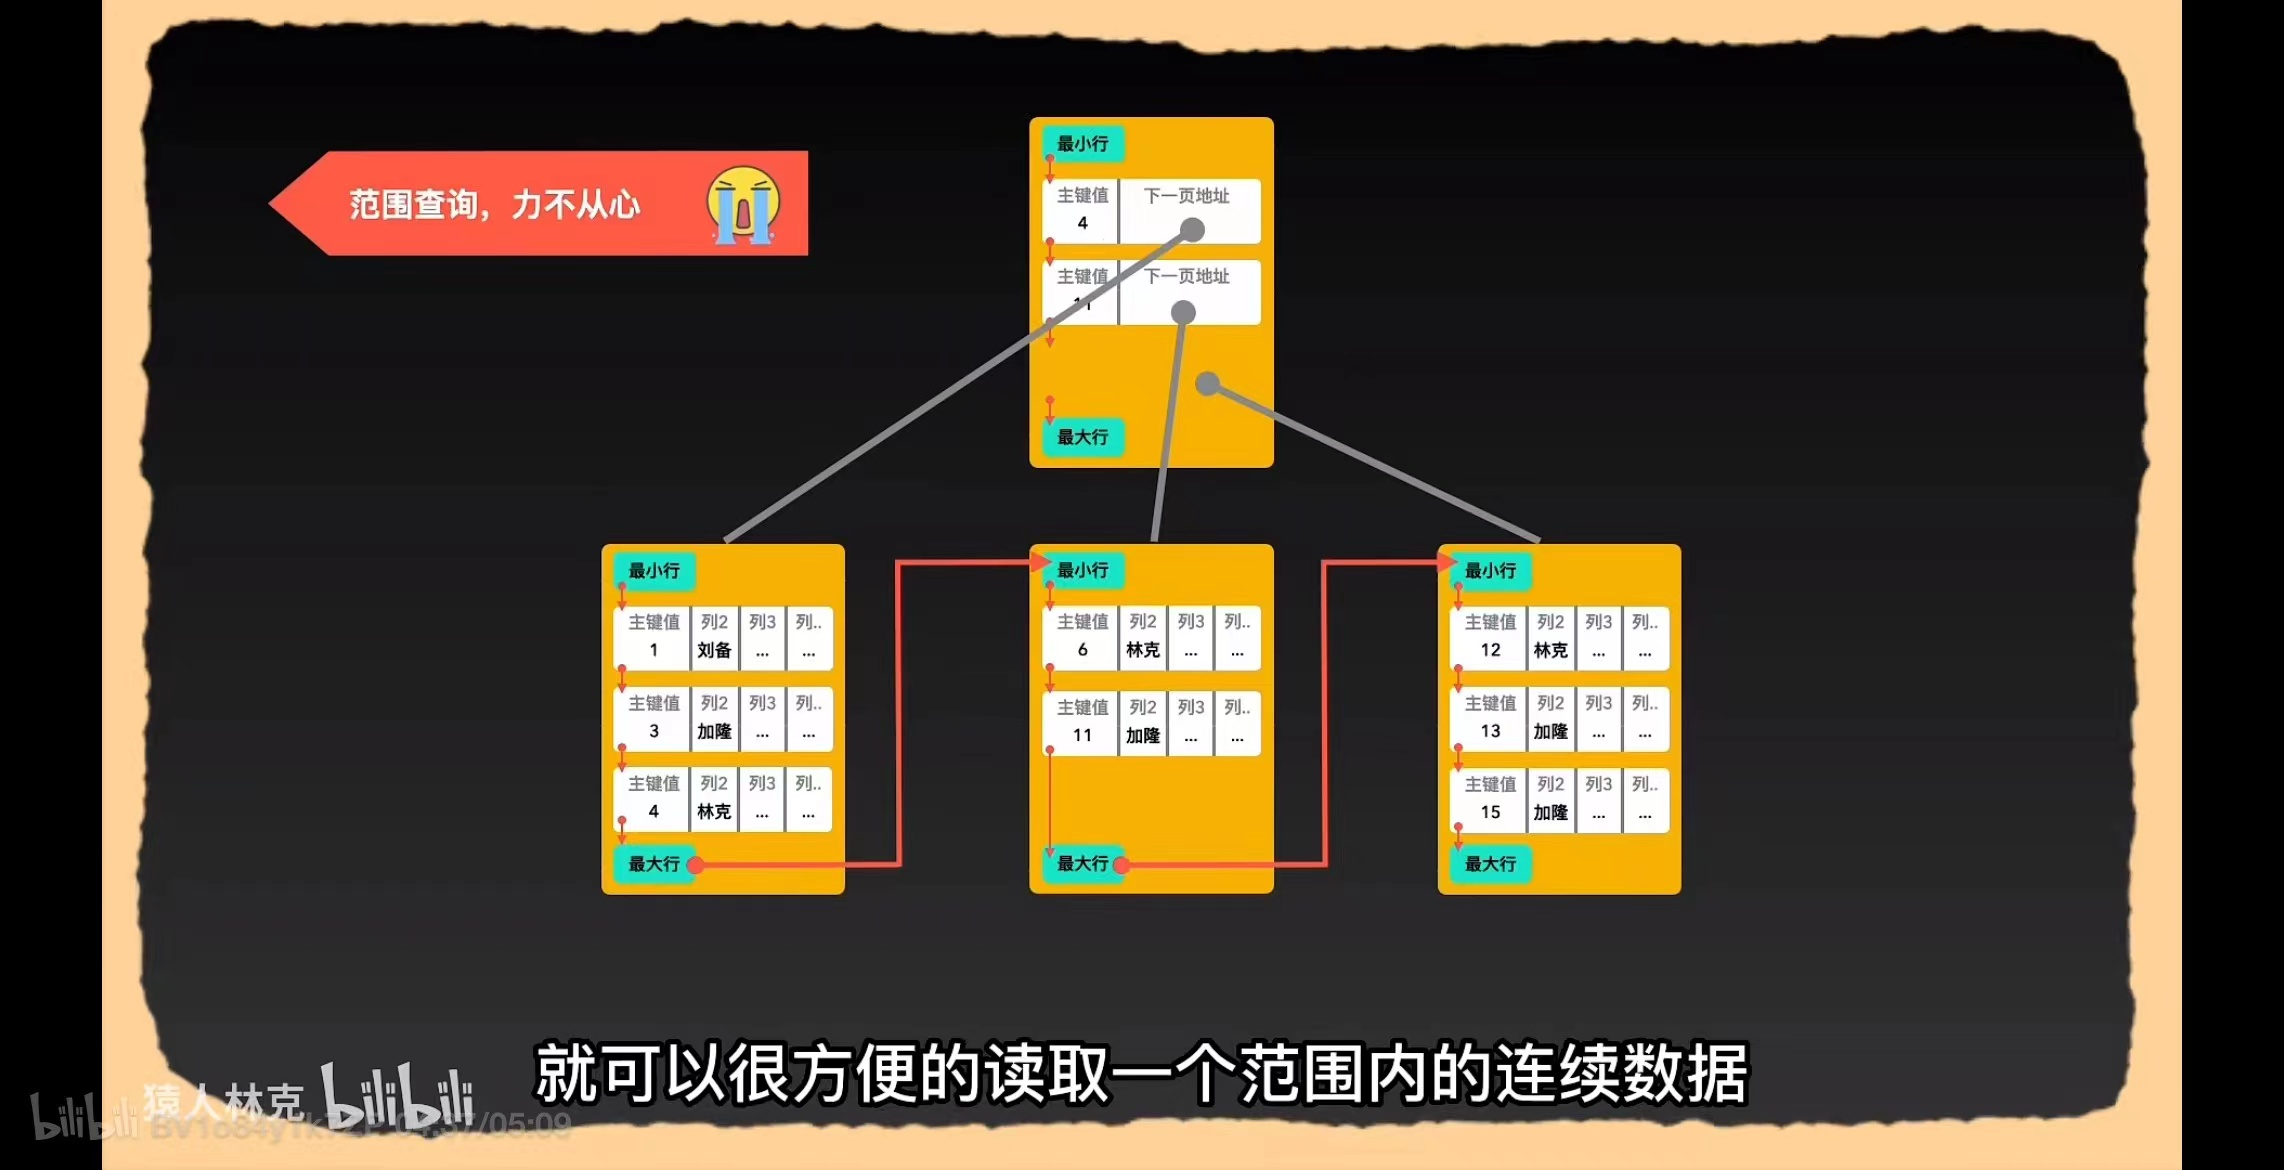 范围查询，力不从心
最小行
主键值 下一页地址
4
主键值 下一页地址
11
最大行
最小行
主键值 列2 列3 列..
1 刘备 ... ...
主键值 列2 列3 列..
3 加隆 ... ...
主键值 列2 列3 列..
4 林克 ... ...
最大行
最小行
主键值 列2 列3 列..
6 林克 ... ...
主键值 列2 列3 列..
11 加隆 ... ...
最大行
最小行
主键值 列2 列3 列..
12 林克 ... ...
主键值 列2 列3 列..
13 加隆 ... ...
主键值 列2 列3 列..
15 加隆 ... ...
最大行
就可以很方便的读取一个范围内的连续数据
猿人林克 bilibili
bilibili
/05:09